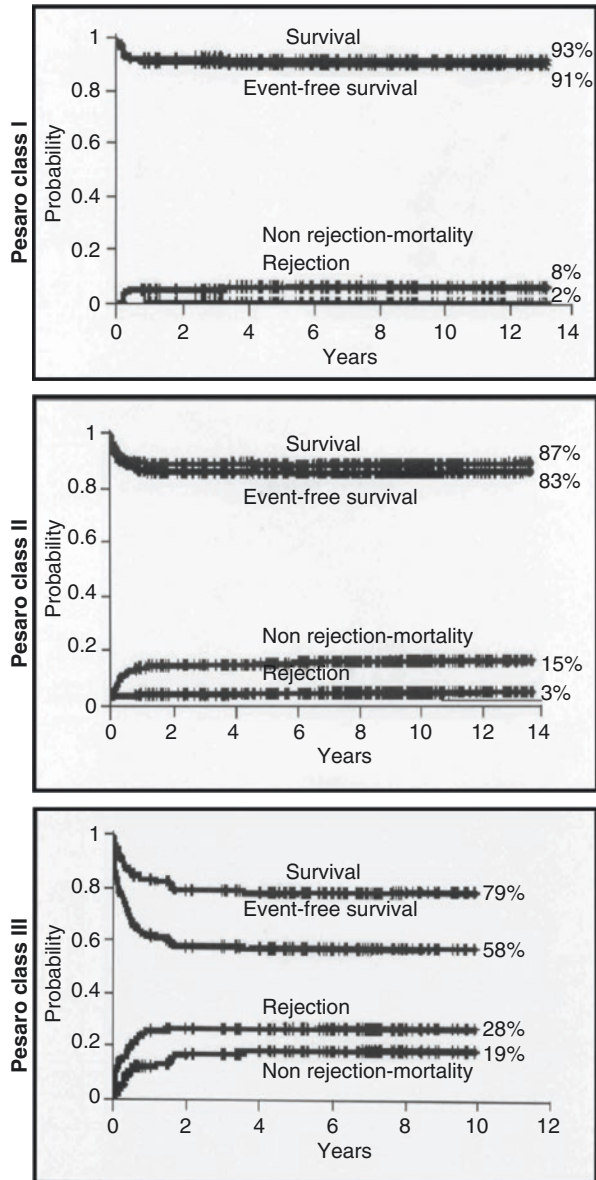 Pesaro class I
Probability
1
0.8
0.6
0.4
0.2
0
Survival
93%
91%
Event-free survival
Non rejection-mortality
Rejection
8%
2%
0 2 4 6 8 10 12 14
Years
Pesaro class II
Probability
1
0.8
0.6
0.4
0.2
0
Survival
87%
83%
Event-free survival
Non rejection-mortality
Rejection
15%
3%
0 2 4 6 8 10 12 14
Years
Pesaro class III
Probability
1
0.8
0.6
0.4
0.2
0
Survival
79%
Event-free survival
58%
Rejection
28%
19%
Non rejection-mortality
0 2 4 6 8 10 12
Years